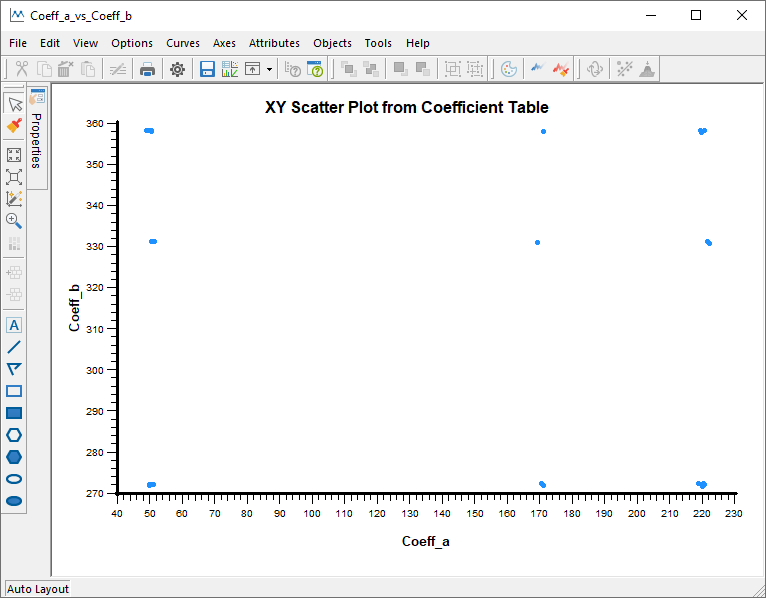 Coeff_a_vs_Coeff_b
File Edit View Options Curves Axes Attributes Objects Tools Help
Properties
A
XY Scatter Plot from Coefficient Table
360
350
340
330
320
310
300
290
280
270
Coeff_b
40 50 60 70 80 90 100 110 120 130 140 150 160 170 180 190 200 210 220 230
Coeff_a
Auto Layout